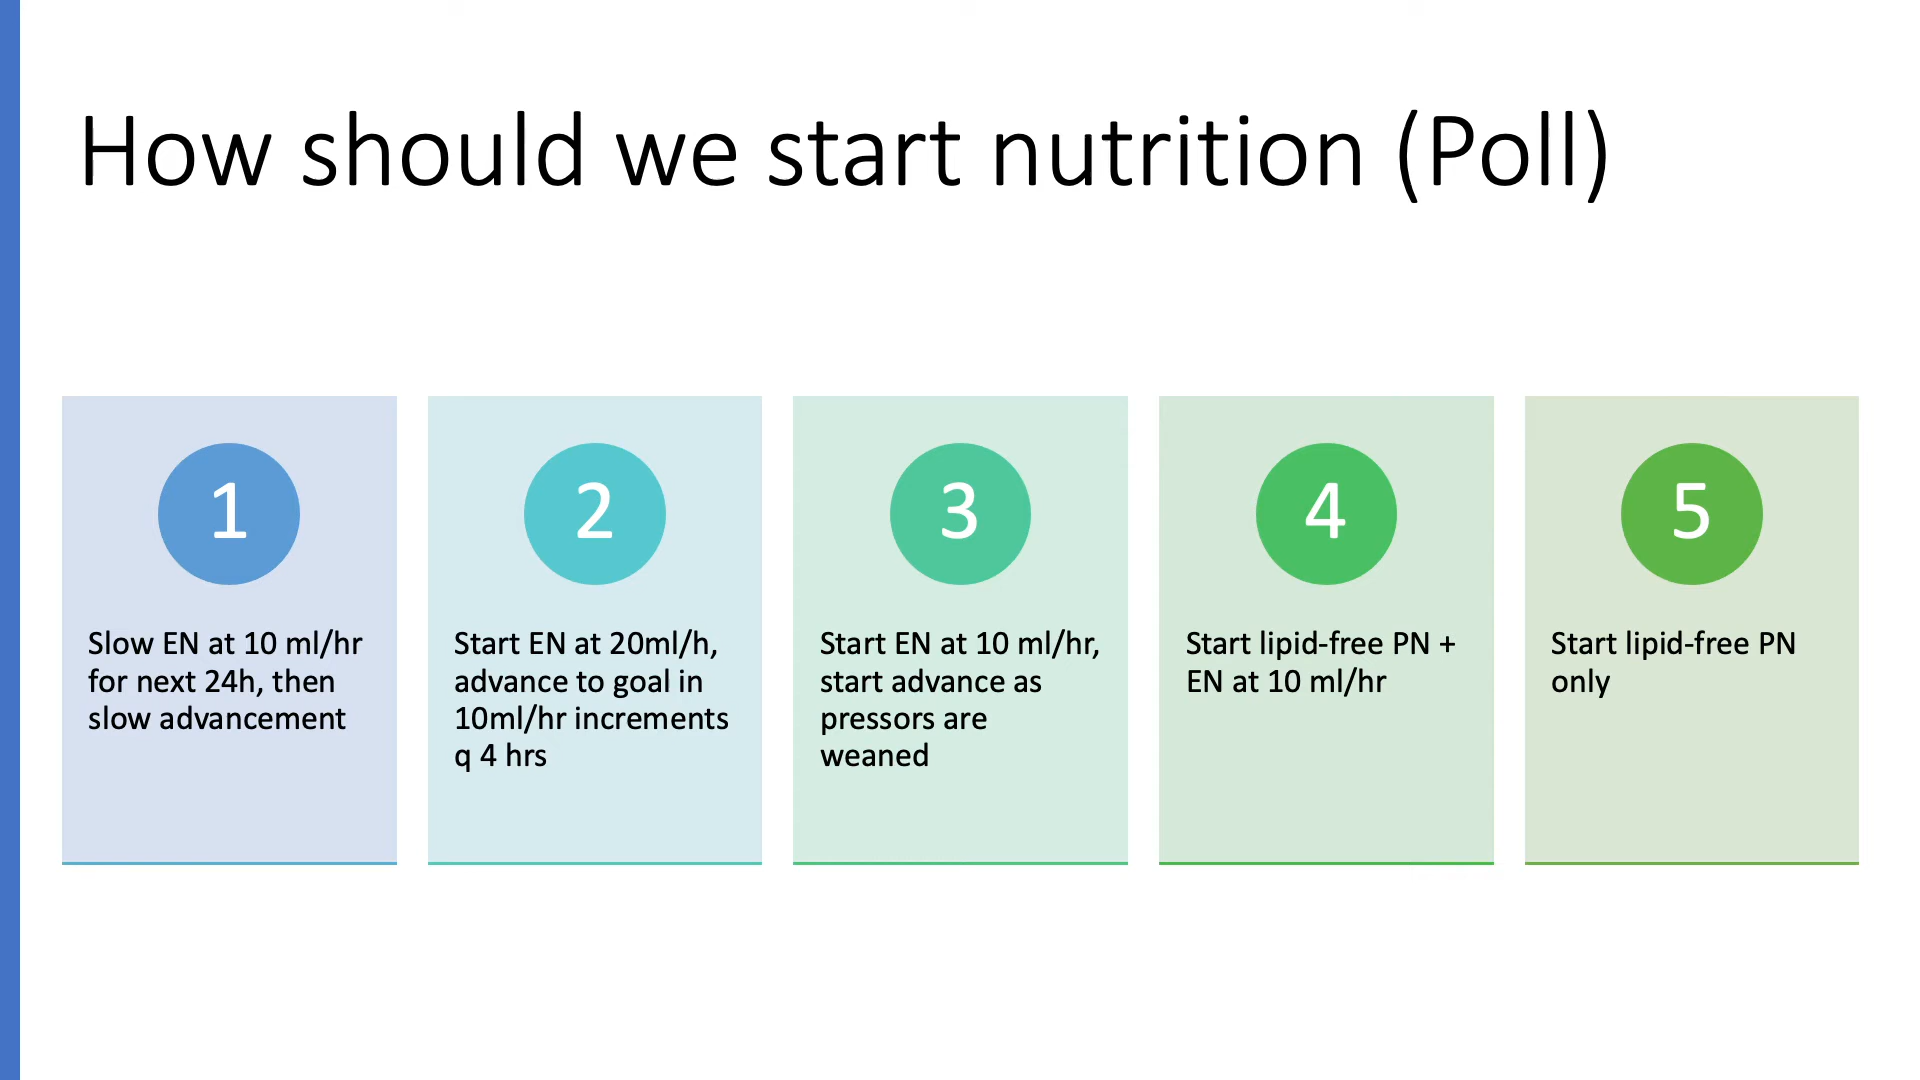 How should we start nutrition (Poll)
1
Slow EN at 10 ml/hr
for next 24h, then
slow advancement
2
Start EN at 20ml/h,
advance to goal in
10ml/hr increments
q 4 hrs
3
Start EN at 10 ml/hr,
start advance as
pressors are
weaned
4
Start lipid-free PN +
EN at 10 ml/hr
5
Start lipid-free PN
only